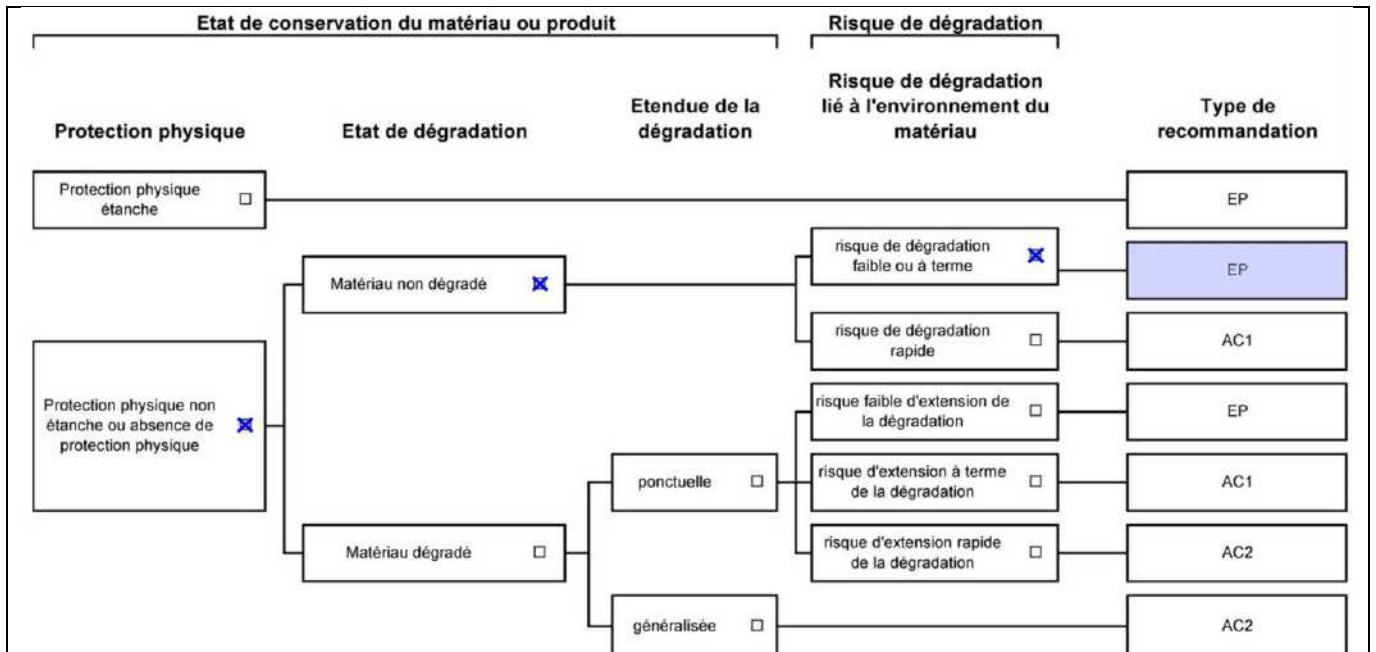 Etat de conservation du matériau ou produit
Risque de dégradation
Protection physique
Etat de dégradation
Etendue de la
dégradation
Risque de dégradation
lié à l'environnement du
matériau
Type de
recommandation
Protection physique
étanche
EP
risque de dégradation
faible ou à terme
EP
Matériau non dégradé
risque de dégradation
rapide
AC1
Protection physique non
étanche ou absence de
protection physique
risque faible d'extension de
la dégradation
EP
ponctuelle
risque d'extension à terme
de la dégradation
AC1
Matériau dégradé
risque d'extension rapide
de la dégradation
AC2
généralisée
AC2